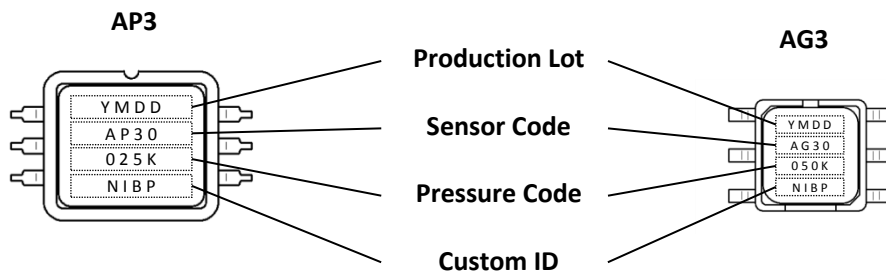 AP3
YMDD
AP30
025K
NIBP
Production Lot
Sensor Code
Pressure Code
Custom ID
AG3
YMDD
AG30
050K
NIBP